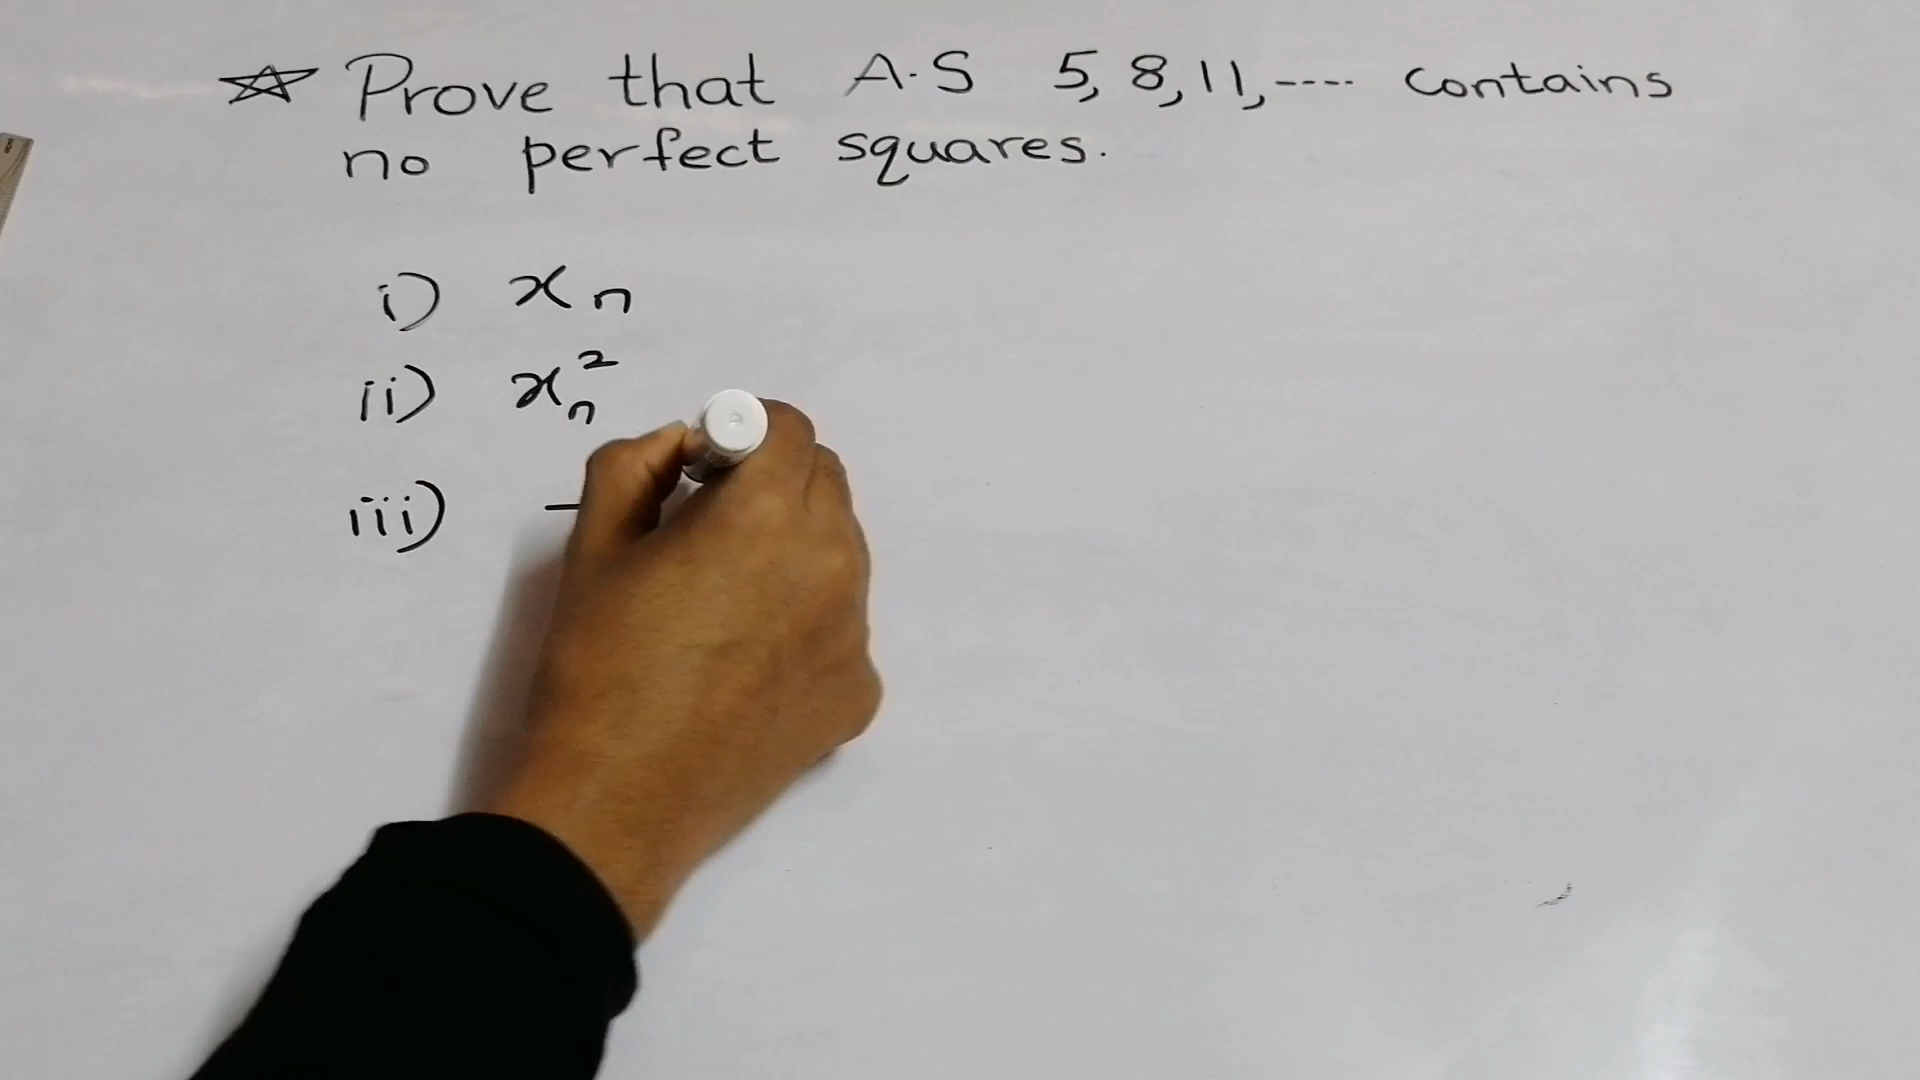 ☆ Prove that A.S 5, 8, 11, ---- contains
no perfect squares.
i) xₙ
ii) xₙ²
iii)